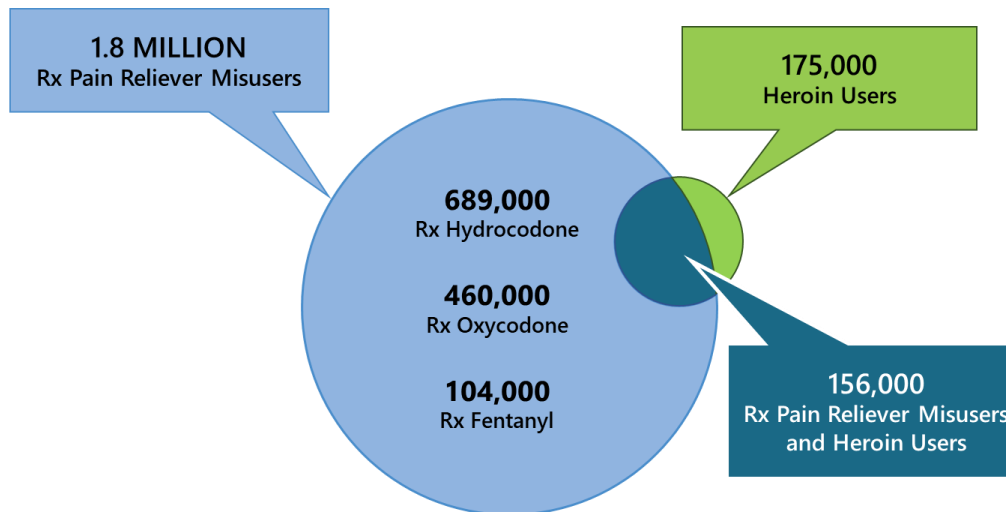 1.8 MILLION
Rx Pain Reliever Misusers
175,000
Heroin Users
689,000
Rx Hydrocodone
460,000
Rx Oxycodone
104,000
Rx Fentanyl
156,000
Rx Pain Reliever Misusers
and Heroin Users